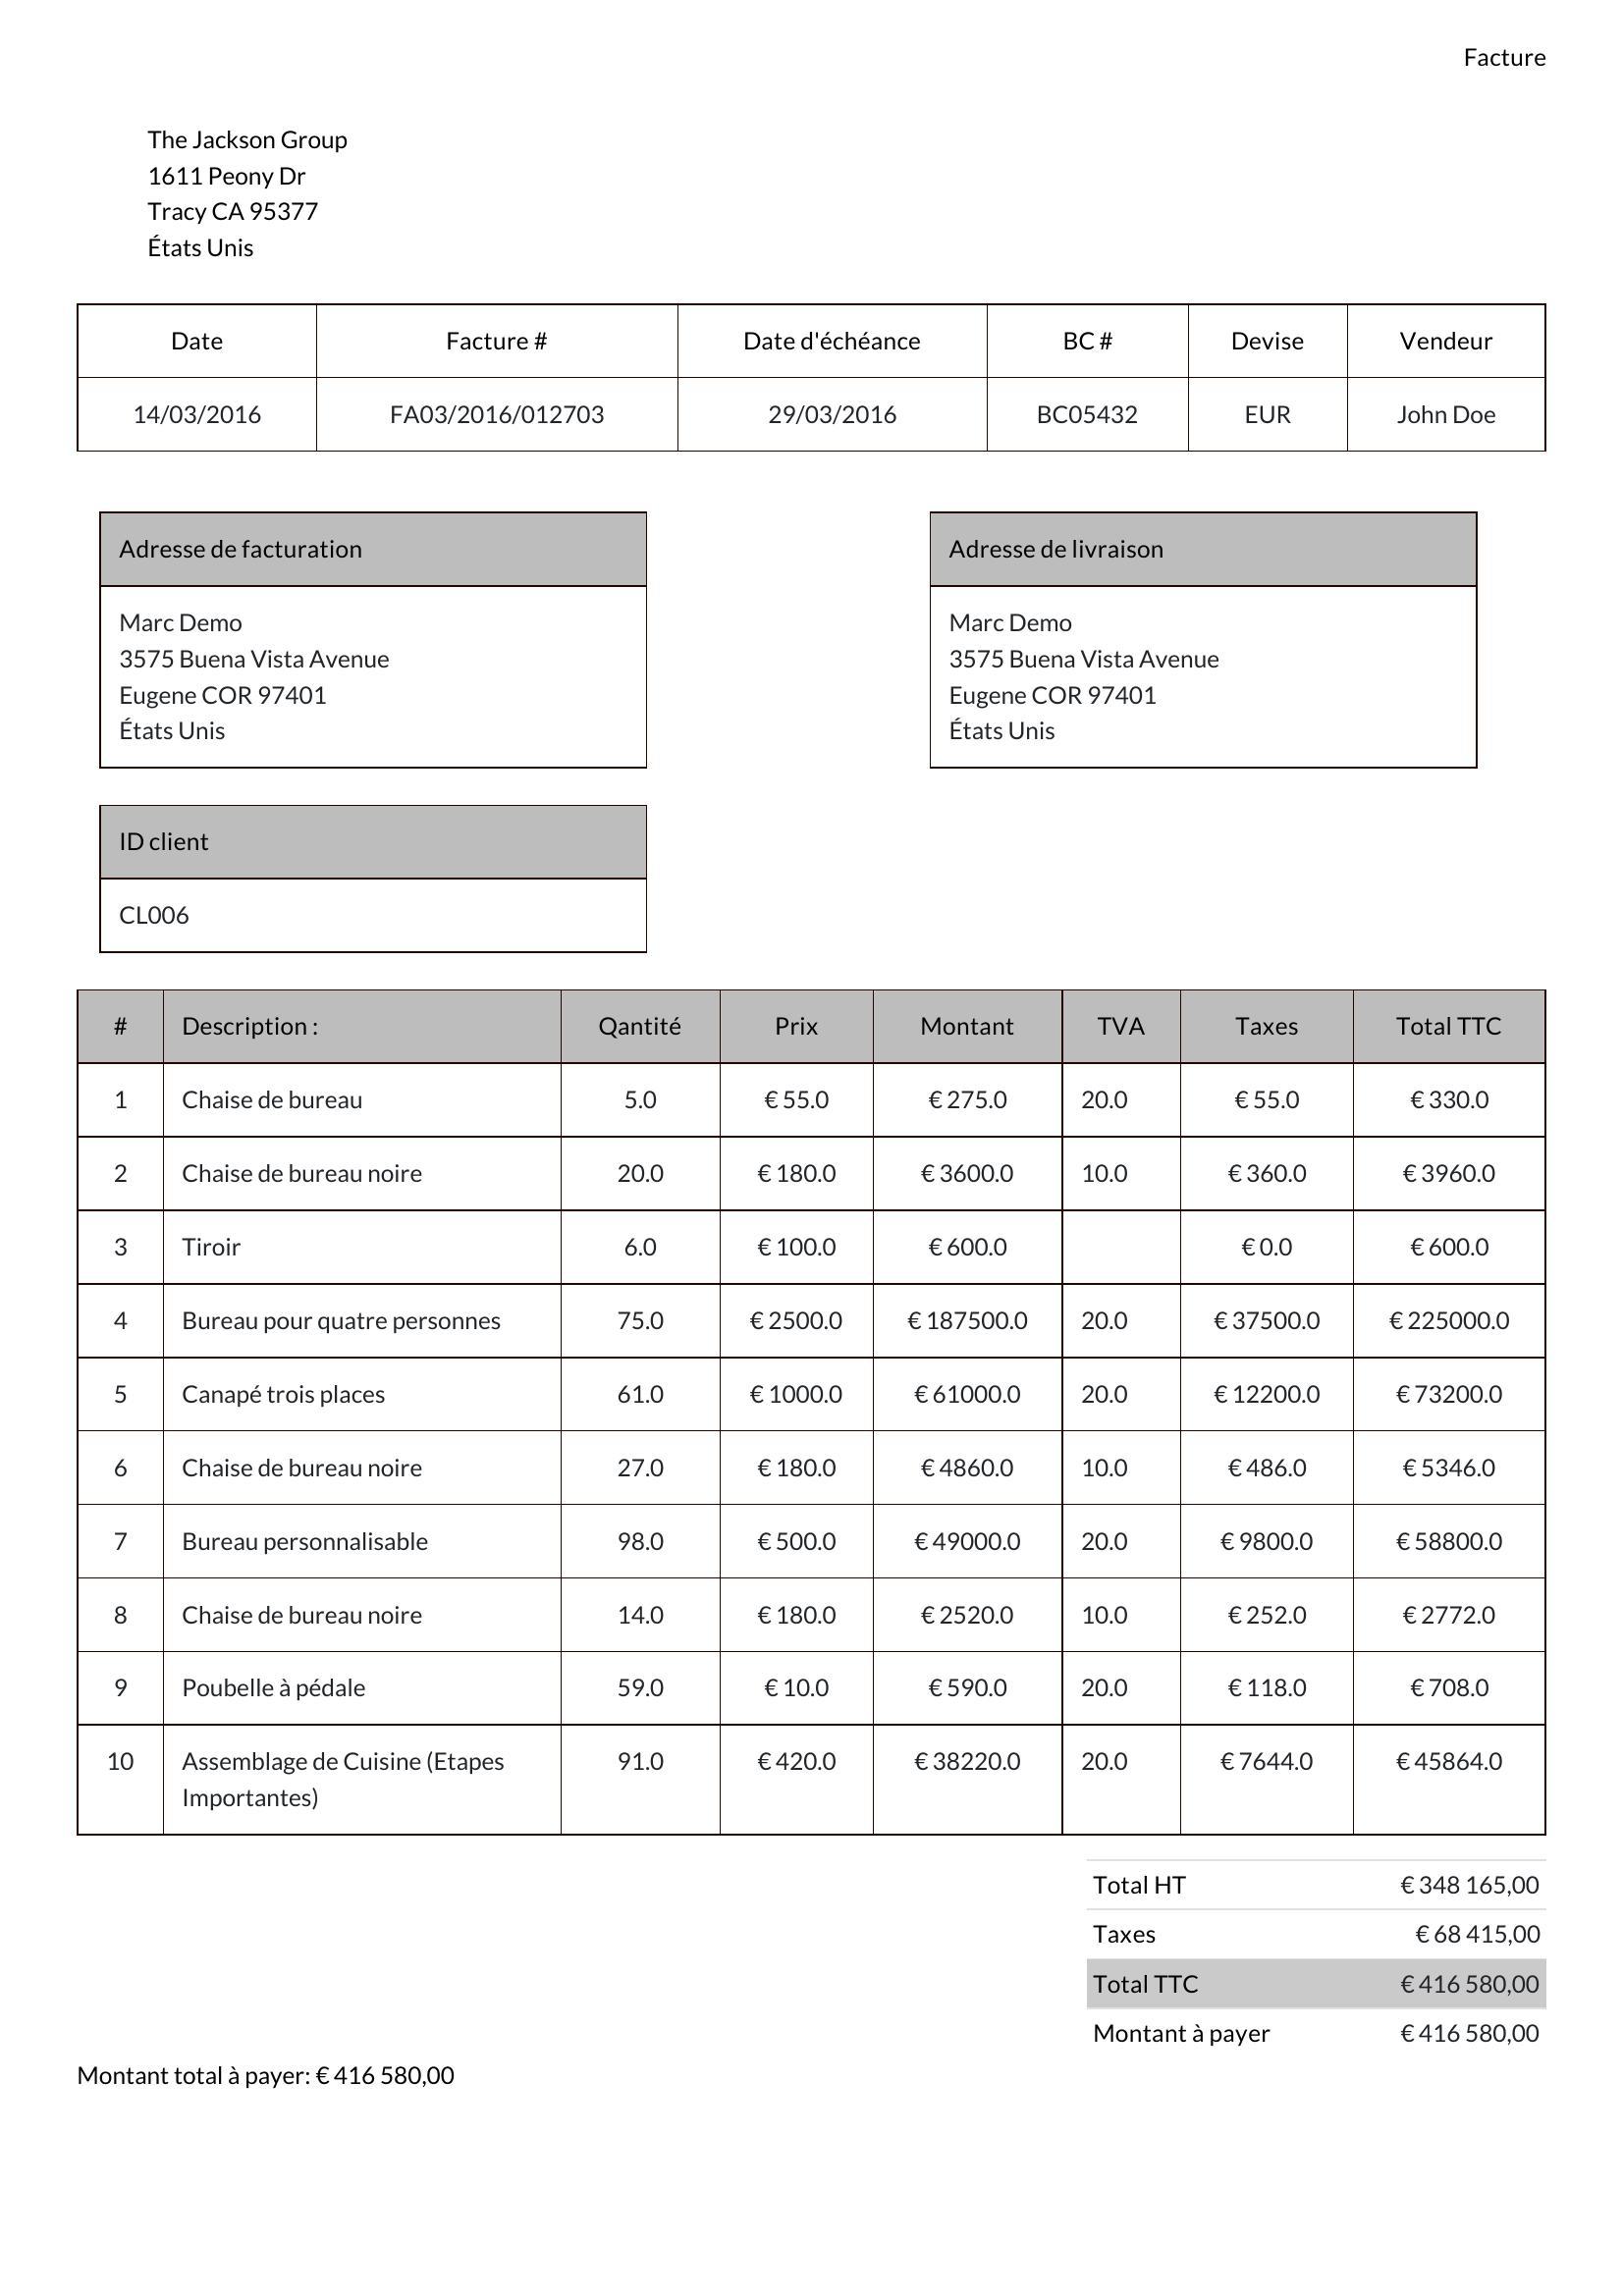 Facture
The Jackson Group
1611 Peony Dr
Tracy CA 95377
États Unis
Date Facture # Date d'échéance BC # Devise Vendeur
14/03/2016 FA03/2016/012703 29/03/2016 BC05432 EUR John Doe
Adresse de facturation
Marc Demo
3575 Buena Vista Avenue
Eugene COR 97401
États Unis
Adresse de livraison
Marc Demo
3575 Buena Vista Avenue
Eugene COR 97401
États Unis
ID client
CL006
# Description : Qantité Prix Montant TVA Taxes Total TTC
1 Chaise de bureau 5.0 € 55.0 € 275.0 20.0 € 55.0 € 330.0
2 Chaise de bureau noire 20.0 € 180.0 € 3600.0 10.0 € 360.0 € 3960.0
3 Tiroir 6.0 € 100.0 € 600.0 € 0.0 € 600.0
4 Bureau pour quatre personnes 75.0 € 2500.0 € 187500.0 20.0 € 37500.0 € 225000.0
5 Canapé trois places 61.0 € 1000.0 € 61000.0 20.0 € 12200.0 € 73200.0
6 Chaise de bureau noire 27.0 € 180.0 € 4860.0 10.0 € 486.0 € 5346.0
7 Bureau personnalisable 98.0 € 500.0 € 49000.0 20.0 € 9800.0 € 58800.0
8 Chaise de bureau noire 14.0 € 180.0 € 2520.0 10.0 € 252.0 € 2772.0
9 Poubelle à pédale 59.0 € 10.0 € 590.0 20.0 € 118.0 € 708.0
10 Assemblage de Cuisine (Etapes 91.0 € 420.0 € 38220.0 20.0 € 7644.0 € 45864.0
Importantes)
Total HT € 348 165,00
Taxes € 68 415,00
Total TTC € 416 580,00
Montant à payer € 416 580,00
Montant total à payer: € 416 580,00